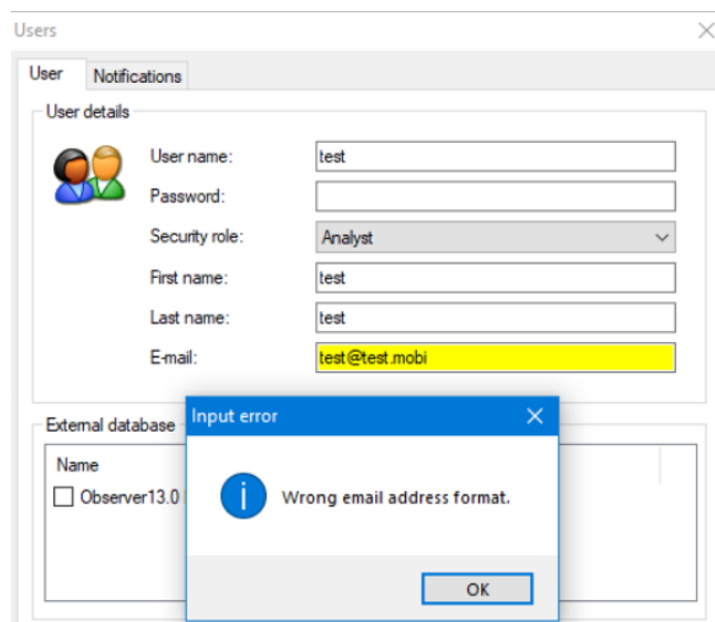 Users
User Notifications
User details
User name: test
Password:
Security role: Analyst
First name: test
Last name: test
E-mail: test@test.mobi
External database
Name
Observer13.0
Input error
Wrong email address format.
OK